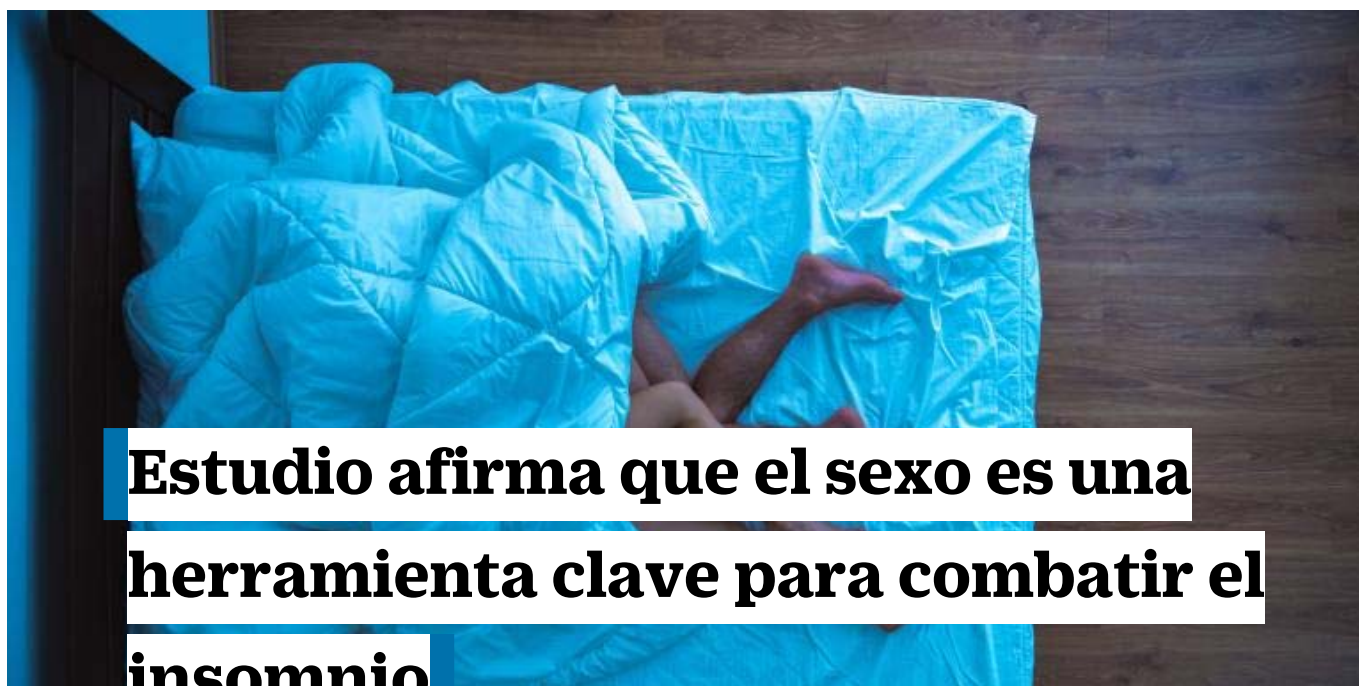 Estudio afirma que el sexo es una
herramienta clave para combatir el
insomnio